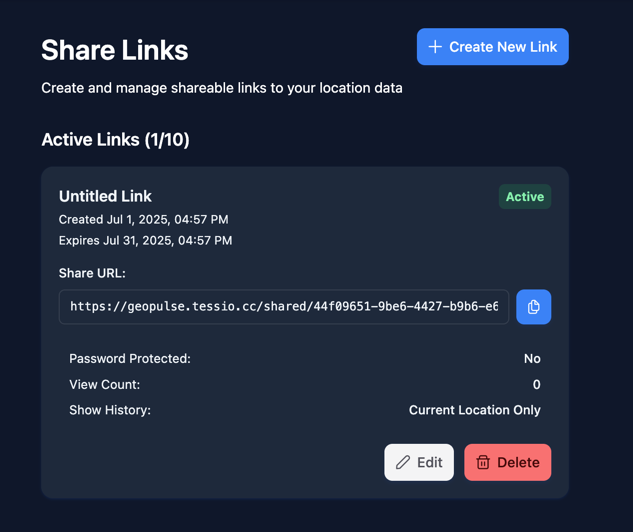 Share Links
+ Create New Link
Create and manage shareable links to your location data
Active Links (1/10)
Untitled Link
Active
Created Jul 1, 2025, 04:57 PM
Expires Jul 31, 2025, 04:57 PM
Share URL:
https://geopulse.tessio.cc/shared/44f09651-9be6-4427-b9b6-e6
Password Protected: No
View Count: 0
Show History: Current Location Only
Edit
Delete